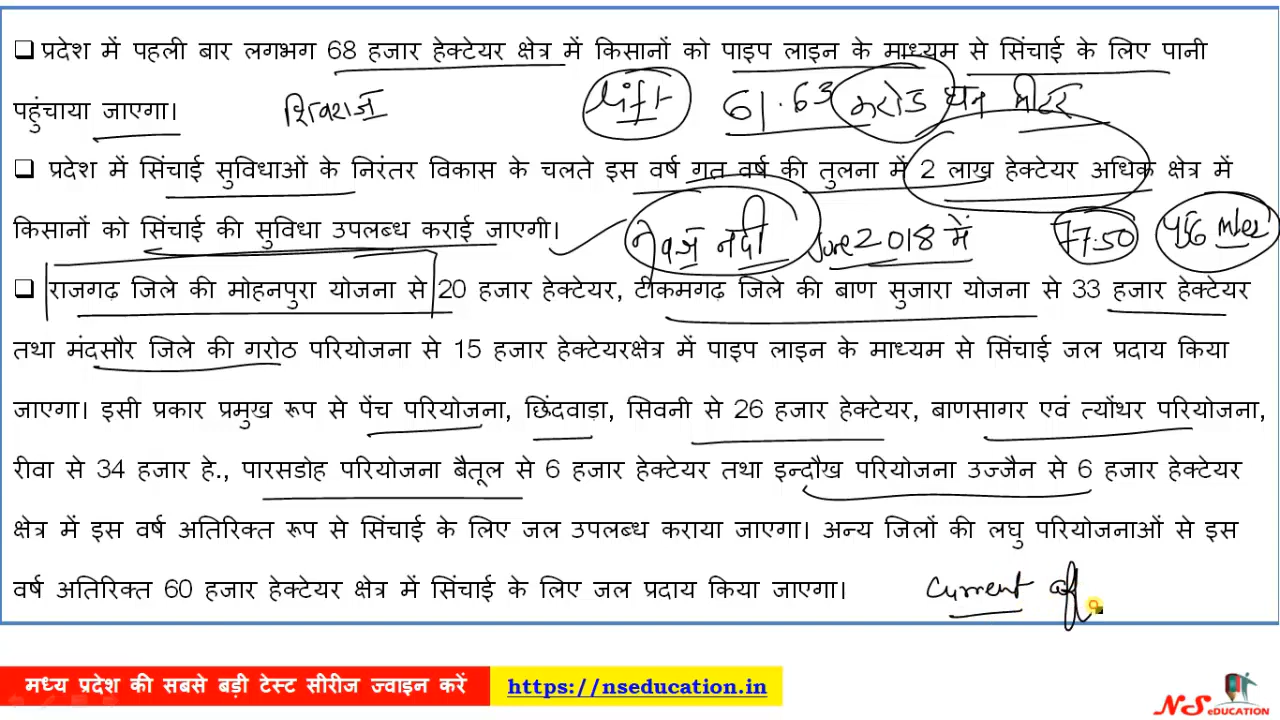 ❑ प्रदेश में पहली बार लगभग 68 हजार हेक्टेयर क्षेत्र में किसानों को पाइप लाइन के माध्यम से सिंचाई के लिए पानी
पहुंचाया जाएगा। शिवराज lift 61.63 करोड घन मीटर
❑ प्रदेश में सिंचाई सुविधाओं के निरंतर विकास के चलते इस वर्ष गत वर्ष की तुलना में 2 लाख हेक्टेयर अधिक क्षेत्र में
किसानों को सिंचाई की सुविधा उपलब्ध कराई जाएगी। नेवज नदी June 2018 में 77.50 456 mtes
❑ राजगढ़ जिले की मोहनपुरा योजना से 20 हजार हेक्टेयर, टीकमगढ़ जिले की बाण सुजारा योजना से 33 हजार हेक्टेयर
तथा मंदसौर जिले की गरोठ परियोजना से 15 हजार हेक्टेयरक्षेत्र में पाइप लाइन के माध्यम से सिंचाई जल प्रदाय किया
जाएगा। इसी प्रकार प्रमुख रूप से पेंच परियोजना, छिंदवाड़ा, सिवनी से 26 हजार हेक्टेयर, बाणसागर एवं त्योंथर परियोजना,
रीवा से 34 हजार हे., पारसडोह परियोजना बैतूल से 6 हजार हेक्टेयर तथा इन्दौख परियोजना उज्जैन से 6 हजार हेक्टेयर
क्षेत्र में इस वर्ष अतिरिक्त रूप से सिंचाई के लिए जल उपलब्ध कराया जाएगा। अन्य जिलों की लघु परियोजनाओं से इस
वर्ष अतिरिक्त 60 हजार हेक्टेयर क्षेत्र में सिंचाई के लिए जल प्रदाय किया जाएगा। Current af
मध्य प्रदेश की सबसे बड़ी टेस्ट सीरीज ज्वाइन करें https://nseducation.in
NS EDUCATION